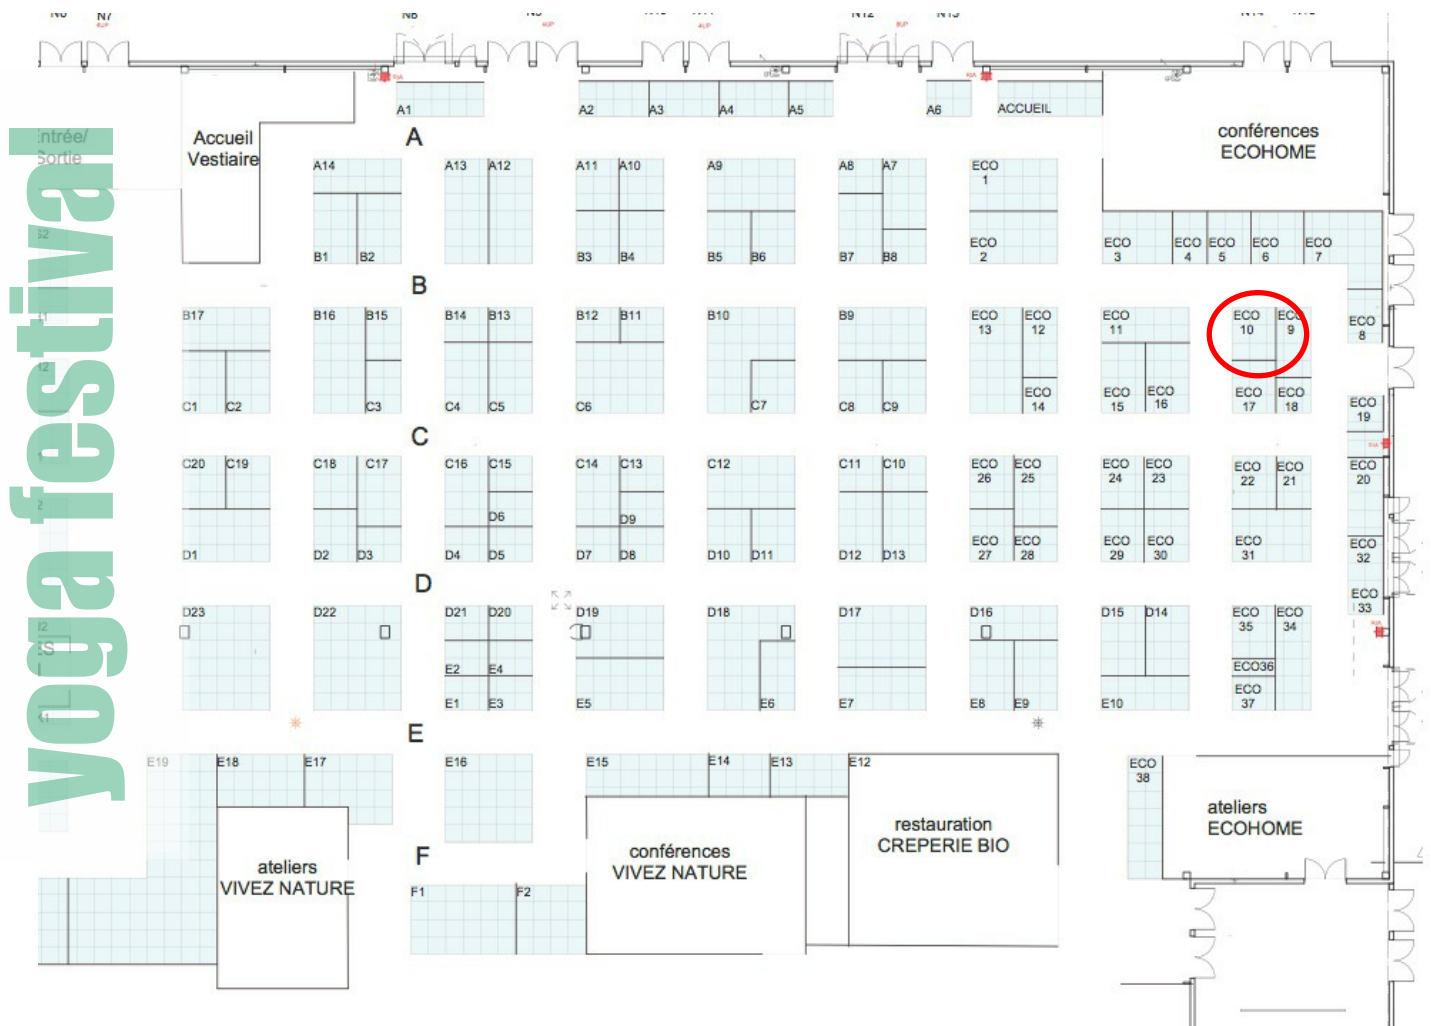 N7
N6
N12
N13
A1
A2
A3
A4
A5
A6
ACCUEIL
Accueil
Vestiaire
conférences
ECOHOME
A
A14
A13
A12
A11
A10
A9
A8
A7
ECO
1
B1
B2
B3
B4
B5
B6
B7
B8
ECO
2
ECO
3
ECO
4
ECO
5
ECO
6
ECO
7
B
B17
B16
B15
B14
B13
B12
B11
B10
B9
ECO
13
ECO
12
ECO
11
ECO
10
ECO
9
ECO
8
C1
C2
C3
C4
C5
C6
C7
C8
C9
ECO
14
ECO
15
ECO
16
ECO
17
ECO
18
ECO
19
C
C20
C19
C18
C17
C16
C15
C14
C13
C12
C11
C10
ECO
26
ECO
25
ECO
24
ECO
23
ECO
22
ECO
21
ECO
20
D6
D9
D1
D2
D3
D4
D5
D7
D8
D10
D11
D12
D13
ECO
27
ECO
28
ECO
29
ECO
30
ECO
31
ECO
32
D
ECO
33
D23
D22
D21
D20
D19
D18
D17
D16
D15
D14
ECO
35
ECO
34
E2
E4
ECO36
E1
E3
E5
E6
E7
E8
E9
E10
ECO
37
E
E19
E18
E17
E16
E15
E14
E13
E12
ECO
38
restauration
CREPERIE BIO
ateliers
ECOHOME
F
ateliers
VIVEZ NATURE
conférences
VIVEZ NATURE
F1
F2
yoga festival